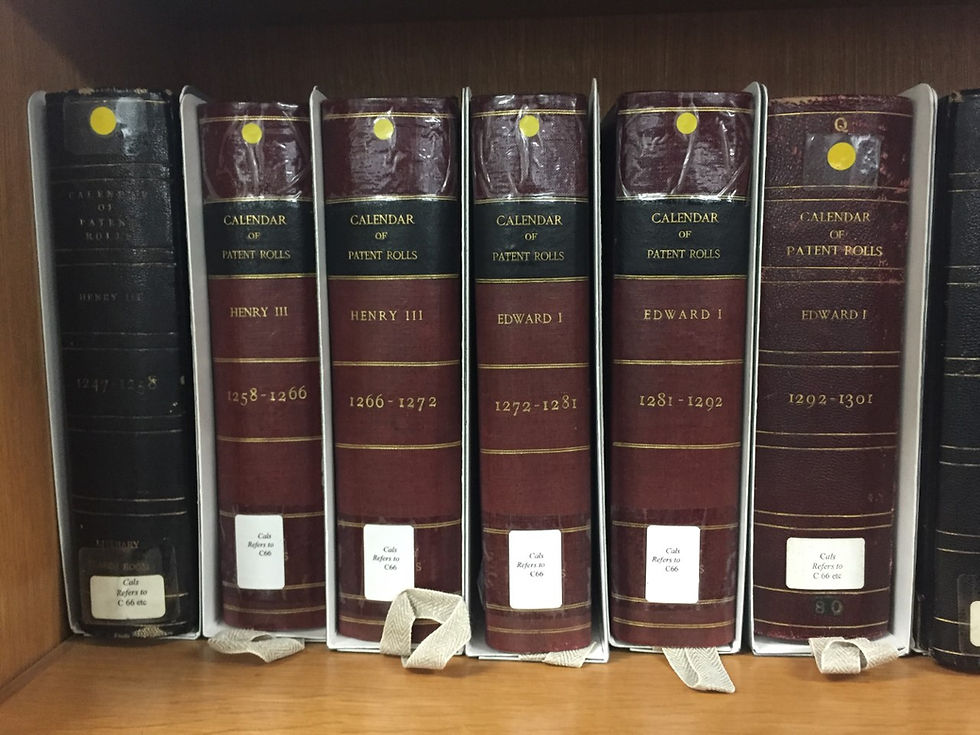 CALENDAR
OF
PATENT
ROLLS
HENRY III
1247-1258
LIBRARY
Cals
Refers to
C 66 etc
CALENDAR
OF
PATENT ROLLS
HENRY III
1258-1266
Cals
Refers to
C66
CALENDAR
OF
PATENT ROLLS
HENRY III
1266-1272
Cals
Refers to
C66
CALENDAR
OF
PATENT ROLLS
EDWARD I
1272-1281
Cals
Refers to
C66
CALENDAR
OF
PATENT ROLLS
EDWARD I
1281-1292
Cals
Refers to
C66
Q
CALENDAR
OF
PATENT ROLLS
EDWARD I
1292-1301
Cals
Refers to
C 66 etc
80